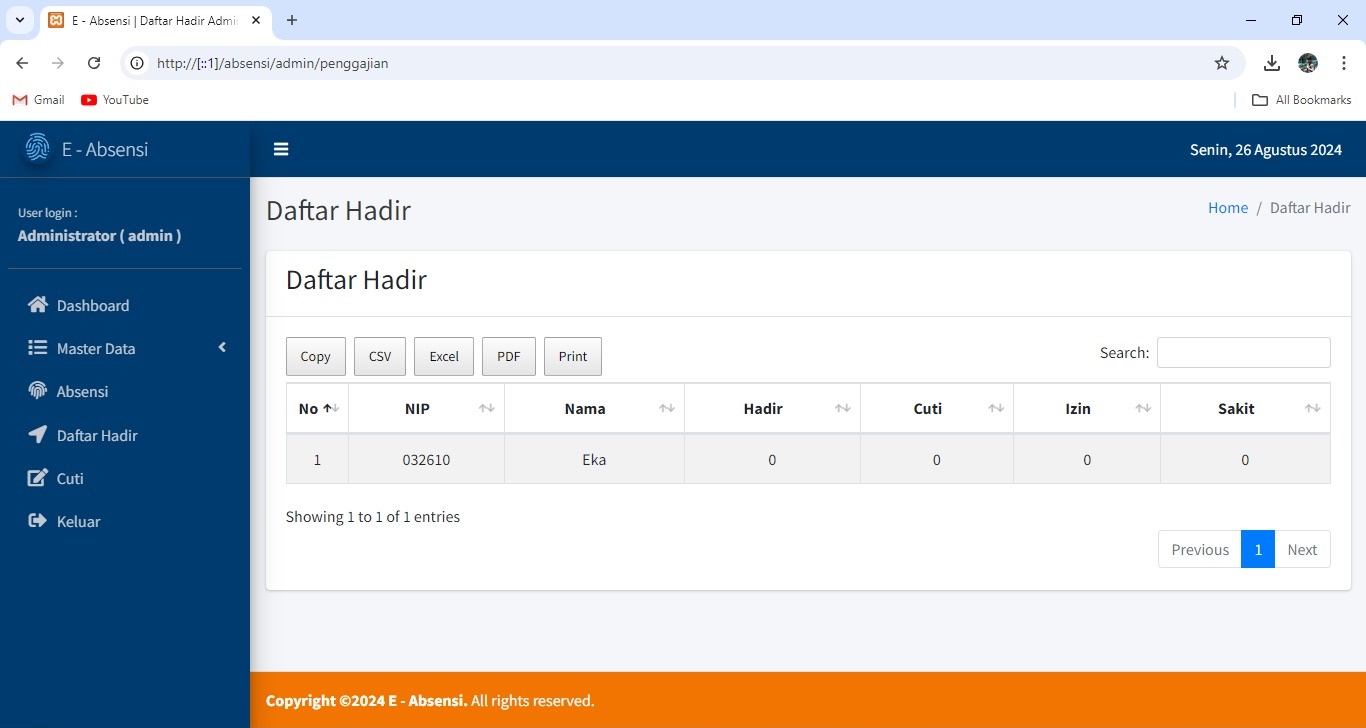 E - Absensi | Daftar Hadir Admi
http://[::1]/absensi/admin/penggajian
Gmail YouTube All Bookmarks
E - Absensi
Senin, 26 Agustus 2024
User login :
Administrator ( admin )
Dashboard
Master Data
Absensi
Daftar Hadir
Cuti
Keluar
Daftar Hadir
Home / Daftar Hadir
Daftar Hadir
Copy CSV Excel PDF Print
Search:
No NIP Nama Hadir Cuti Izin Sakit
1 032610 Eka 0 0 0 0
Showing 1 to 1 of 1 entries
Previous 1 Next
Copyright ©2024 E - Absensi. All rights reserved.